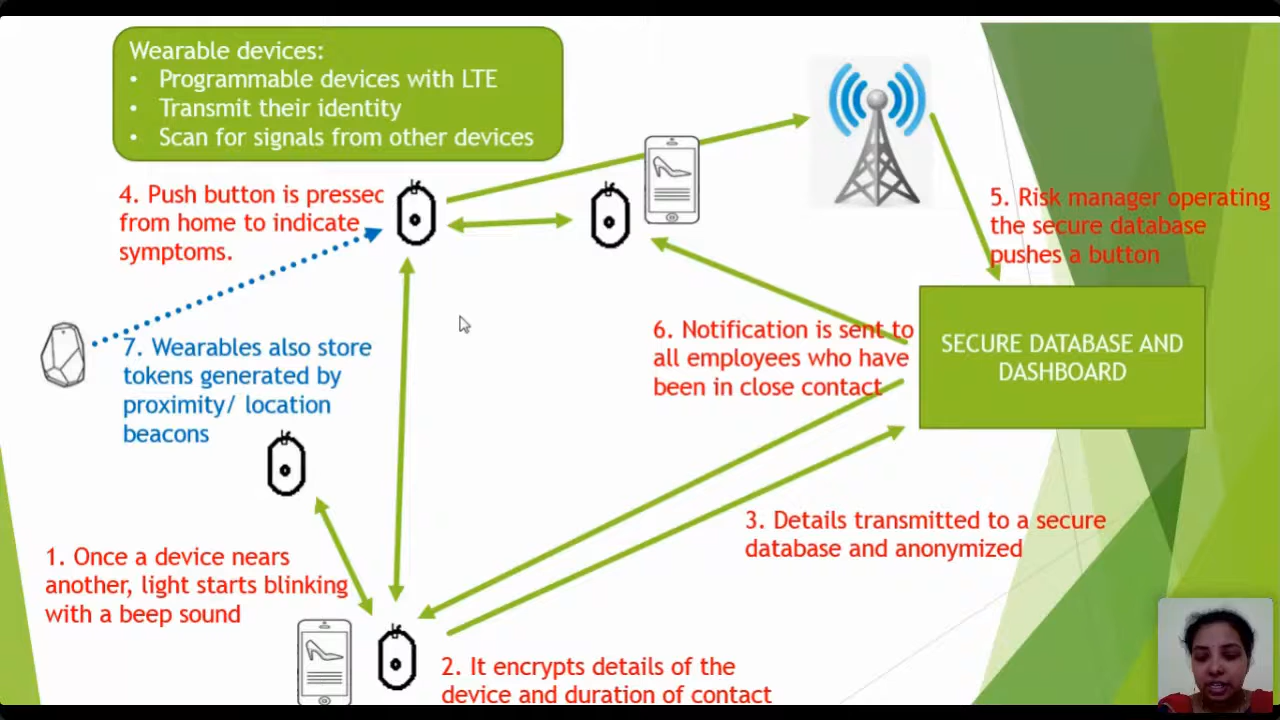 Wearable devices:
• Programmable devices with LTE
• Transmit their identity
• Scan for signals from other devices
4. Push button is pressed
from home to indicate
symptoms.
5. Risk manager operating
the secure database
pushes a button
7. Wearables also store
tokens generated by
proximity/ location
beacons
6. Notification is sent to
all employees who have
been in close contact
SECURE DATABASE AND
DASHBOARD
1. Once a device nears
another, light starts blinking
with a beep sound
3. Details transmitted to a secure
database and anonymized
2. It encrypts details of the
device and duration of contact